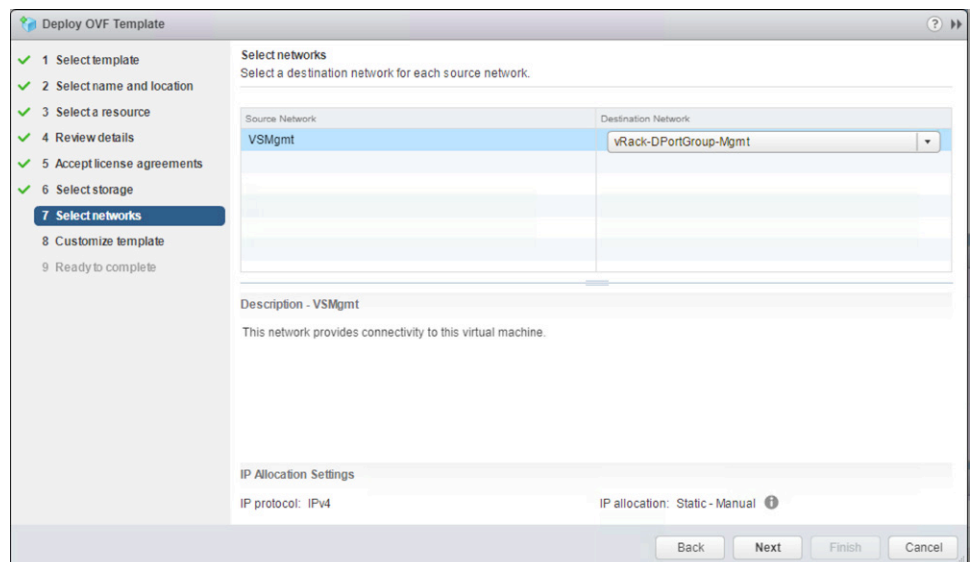 Deploy OVF Template
1 Select template
2 Select name and location
3 Select a resource
4 Review details
5 Accept license agreements
6 Select storage
7 Select networks
8 Customize template
9 Ready to complete
Select networks
Select a destination network for each source network.
Source Network Destination Network
VSMgmt vRack-DPortGroup-Mgmt
Description - VSMgmt
This network provides connectivity to this virtual machine.
IP Allocation Settings
IP protocol: IPv4 IP allocation: Static - Manual
Back Next Finish Cancel